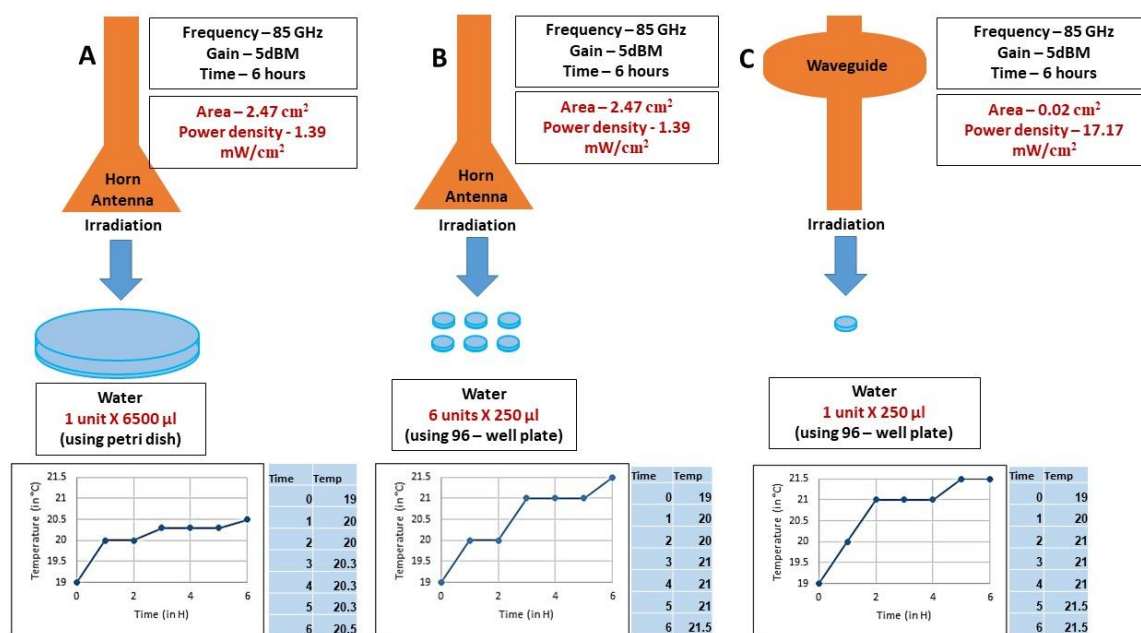 A
Frequency – 85 GHz
Gain – 5dBM
Time – 6 hours
Area – 2.47 cm²
Power density - 1.39
mW/cm²
Horn
Antenna
Irradiation
Water
1 unit X 6500 µl
(using petri dish)
Temperature (in °C)
21.5
21
20.5
20
19.5
19
0
2
4
6
Time (in H)
Time Temp
0 19
1 20
2 20
3 20.3
4 20.3
5 20.3
6 20.5
B
Frequency – 85 GHz
Gain – 5dBM
Time – 6 hours
Area – 2.47 cm²
Power density - 1.39
mW/cm²
Horn
Antenna
Irradiation
Water
6 units X 250 µl
(using 96 – well plate)
Temperature (in °C)
21.5
21
20.5
20
19.5
19
0
2
4
6
Time (in H)
Time Temp
0 19
1 20
2 20
3 21
4 21
5 21
6 21.5
C
Waveguide
Frequency – 85 GHz
Gain – 5dBM
Time – 6 hours
Area – 0.02 cm²
Power density – 17.17
mW/cm²
Irradiation
Water
1 unit X 250 µl
(using 96 – well plate)
Temperature (in °C)
21.5
21
20.5
20
19.5
19
0
2
4
6
Time (in H)
Time Temp
0 19
1 20
2 21
3 21
4 21
5 21.5
6 21.5